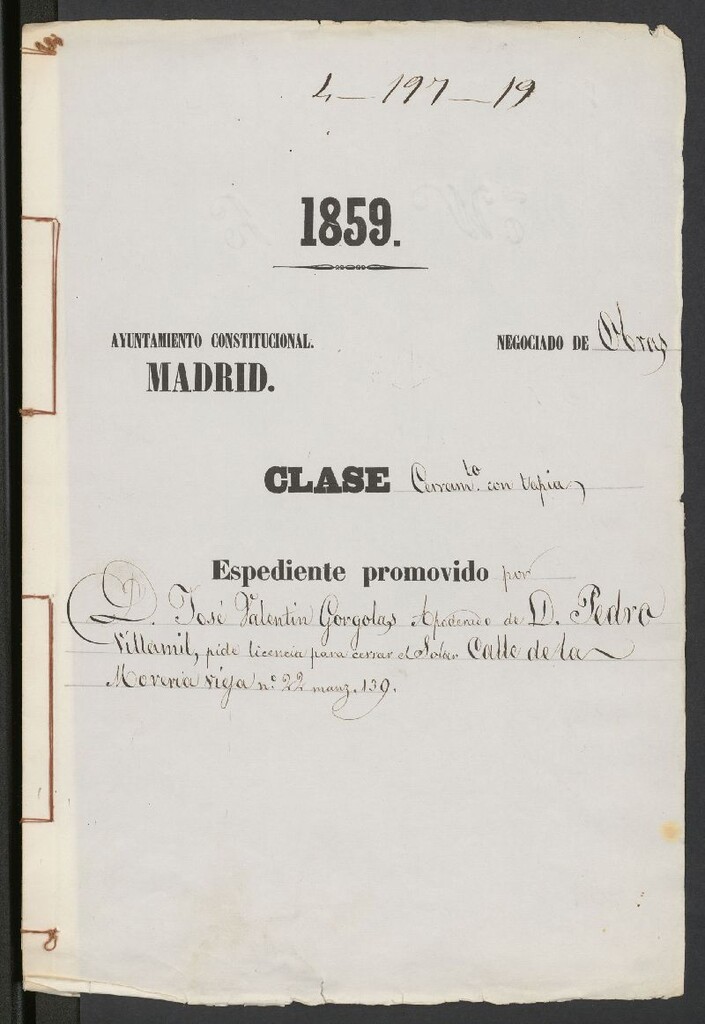 4-197-19
1859.
AYUNTAMIENTO CONSTITUCIONAL.
MADRID.
NEGOCIADO DE Obras
CLASE Cerram.to con tapia
Espediente promovido por
D. José Valentin Gorgolas Apoderado de D. Pedro
Villamil, pide licencia para cerrar el Solar Calle de la
Moreria vieja n.º 22 manz. 139.